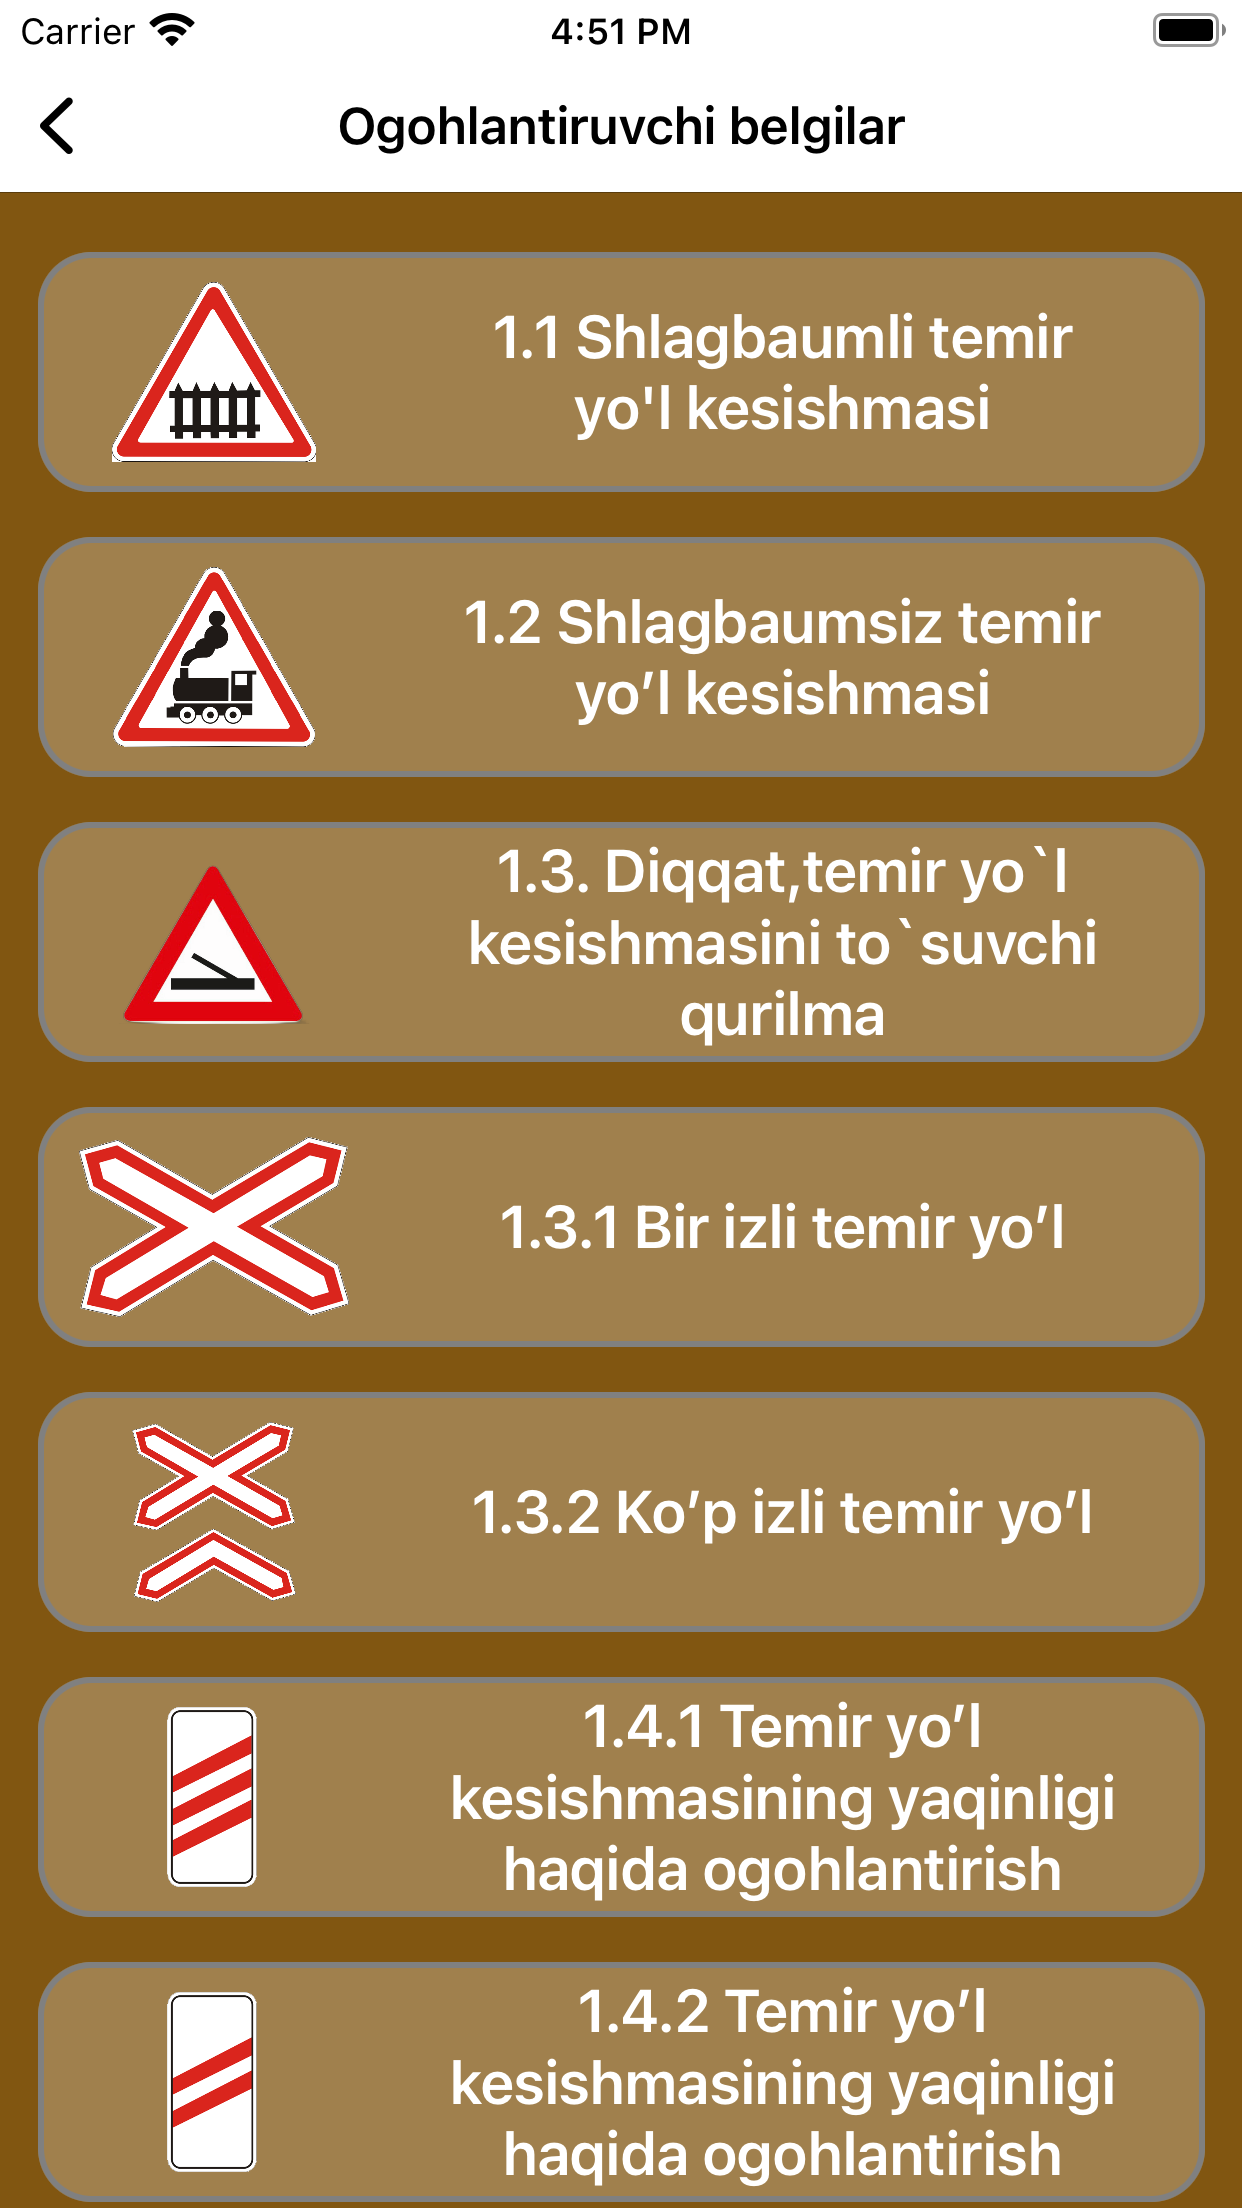 Carrier
4:51 PM
Ogohlantiruvchi belgilar
1.1 Shlagbaumli temir
yo'l kesishmasi
1.2 Shlagbaumsiz temir
yo’l kesishmasi
1.3. Diqqat,temir yo`l
kesishmasini to`suvchi
qurilma
1.3.1 Bir izli temir yo’l
1.3.2 Ko’p izli temir yo’l
1.4.1 Temir yo’l
kesishmasining yaqinligi
haqida ogohlantirish
1.4.2 Temir yo’l
kesishmasining yaqinligi
haqida ogohlantirish